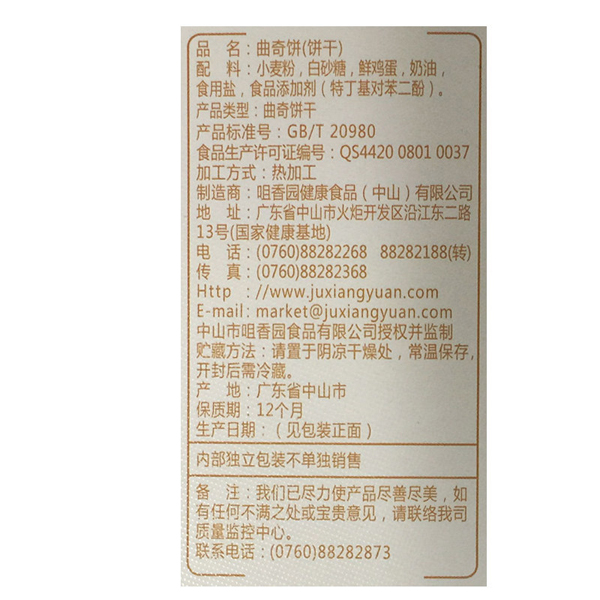 品 名：曲奇饼(饼干)
配 料：小麦粉，白砂糖，鲜鸡蛋，奶油，
食用盐，食品添加剂（特丁基对苯二酚）。
产品类型：曲奇饼干
产品标准号：GB/T 20980
食品生产许可证编号：QS4420 0801 0037
加工方式：热加工
制造商：咀香园健康食品（中山）有限公司
地 址：广东省中山市火炬开发区沿江东二路
13号(国家健康基地)
电 话：(0760)88282268 88282188(转)
传 真：(0760)88282368
Http ：//www.juxiangyuan.com
E-mail：market@juxiangyuan.com
中山市咀香园食品有限公司授权并监制
贮藏方法：请置于阴凉干燥处，常温保存，
开封后需冷藏。
产 地：广东省中山市
保质期：12个月
生产日期：（见包装正面）
内部独立包装不单独销售
备 注：我们已尽力使产品尽善尽美，如
有任何不满之处或宝贵意见，请联络我司
质量监控中心。
联系电话：(0760)88282873